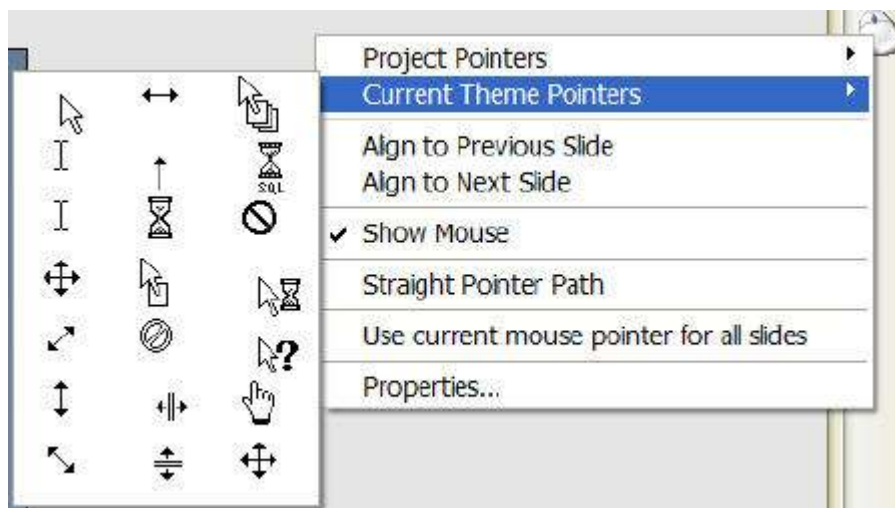 Project Pointers
Current Theme Pointers
Align to Previous Slide
Align to Next Slide
SQL
Show Mouse
Straight Pointer Path
Use current mouse pointer for all slides
Properties...